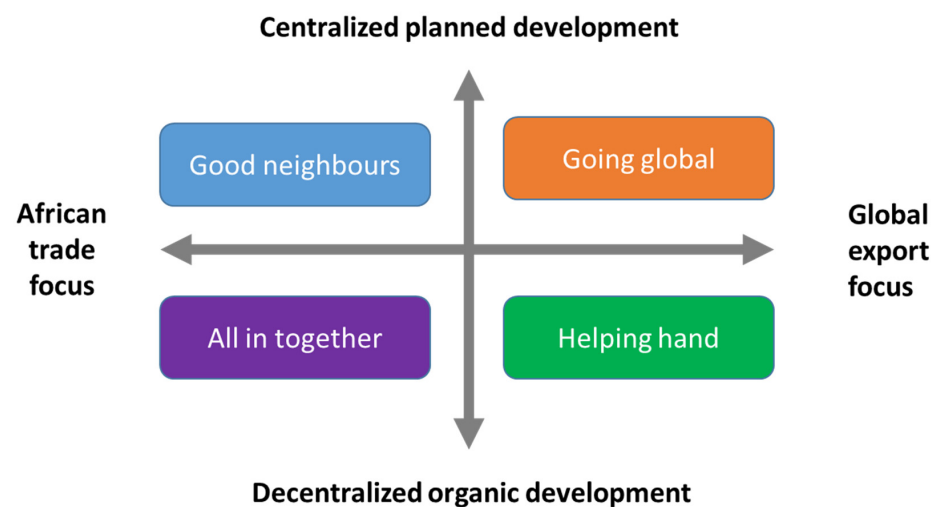 Centralized planned development
Good neighbours
Going global
African
trade
focus
Global
export
focus
All in together
Helping hand
Decentralized organic development